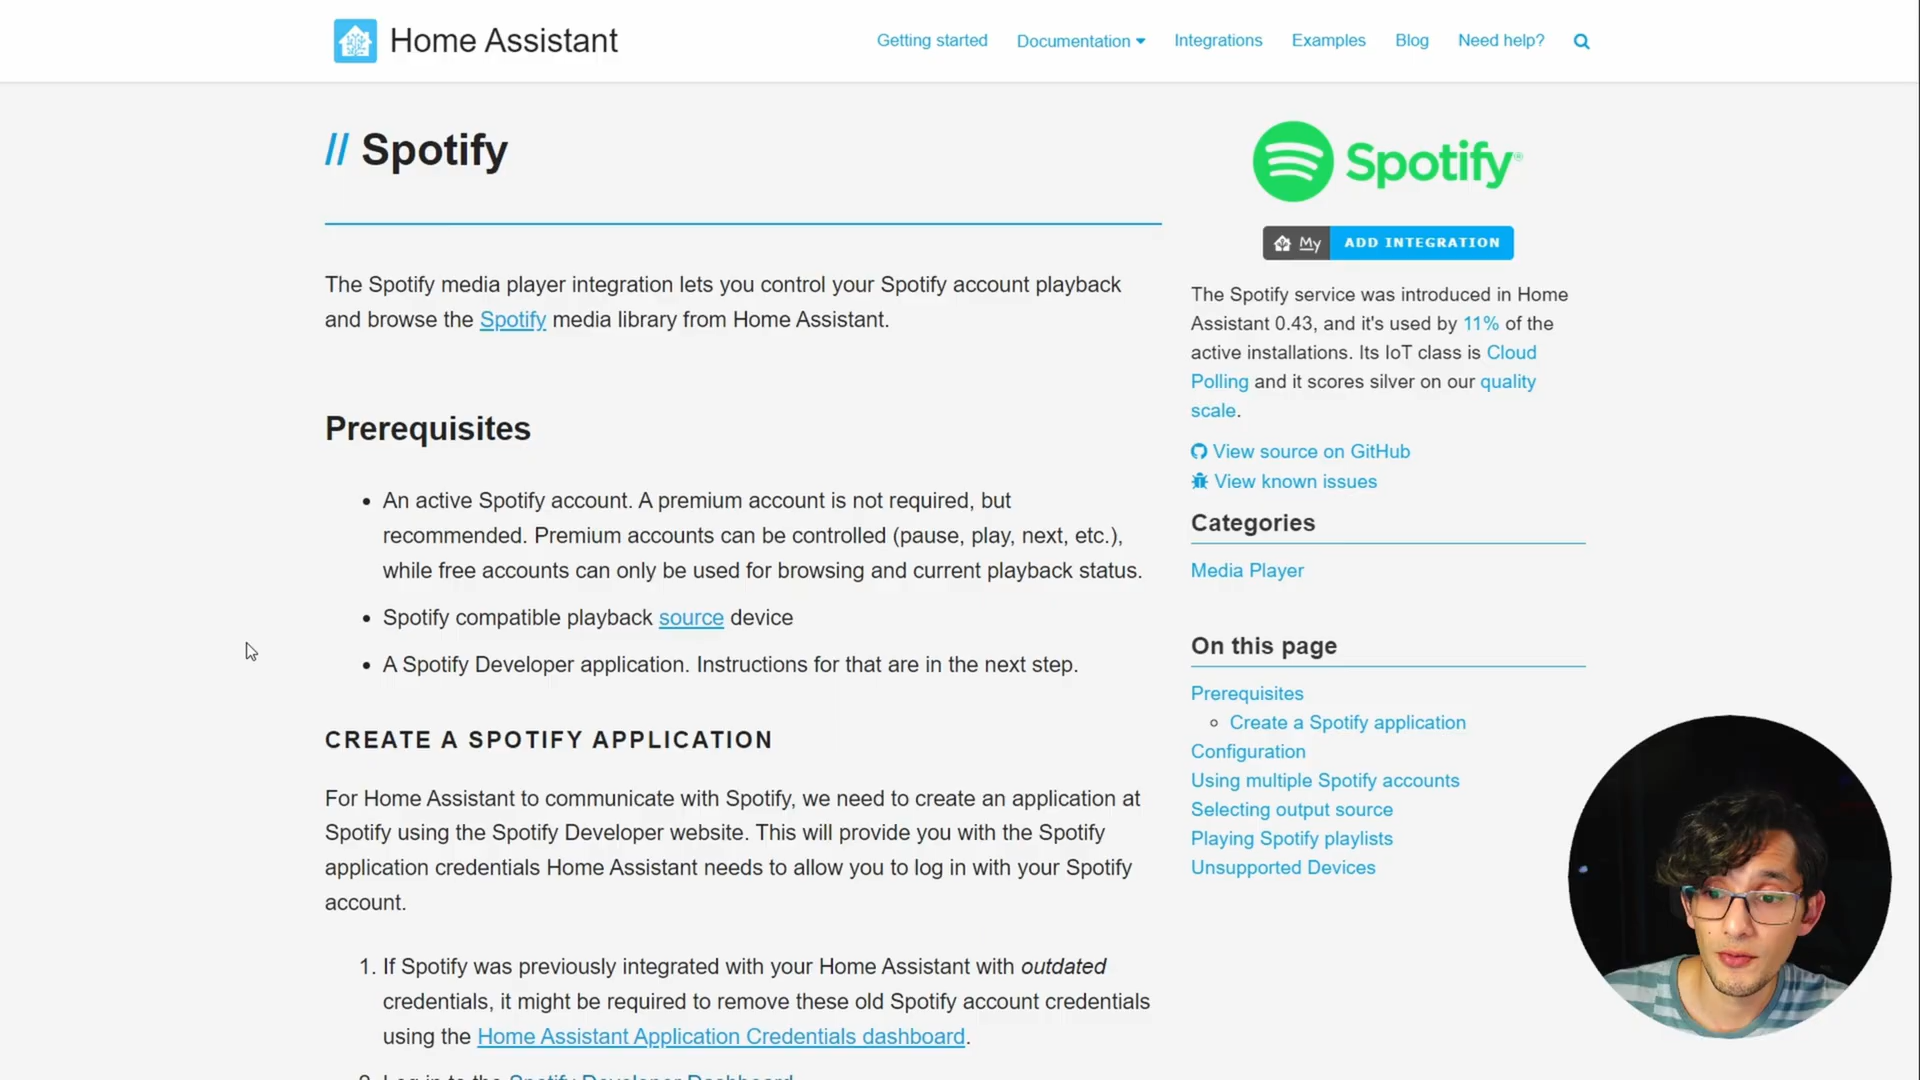 Home Assistant
Getting started
Documentation
Integrations
Examples
Blog
Need help?
// Spotify
The Spotify media player integration lets you control your Spotify account playback
and browse the Spotify media library from Home Assistant.
Prerequisites
• An active Spotify account. A premium account is not required, but
recommended. Premium accounts can be controlled (pause, play, next, etc.),
while free accounts can only be used for browsing and current playback status.
• Spotify compatible playback source device
• A Spotify Developer application. Instructions for that are in the next step.
CREATE A SPOTIFY APPLICATION
For Home Assistant to communicate with Spotify, we need to create an application at
Spotify using the Spotify Developer website. This will provide you with the Spotify
application credentials Home Assistant needs to allow you to log in with your Spotify
account.
1. If Spotify was previously integrated with your Home Assistant with outdated
credentials, it might be required to remove these old Spotify account credentials
using the Home Assistant Application Credentials dashboard.
2. Log in to the Spotify Developer Dashboard
Spotify®
My ADD INTEGRATION
The Spotify service was introduced in Home
Assistant 0.43, and it's used by 11% of the
active installations. Its IoT class is Cloud
Polling and it scores silver on our quality
scale.
View source on GitHub
View known issues
Categories
Media Player
On this page
Prerequisites
Create a Spotify application
Configuration
Using multiple Spotify accounts
Selecting output source
Playing Spotify playlists
Unsupported Devices